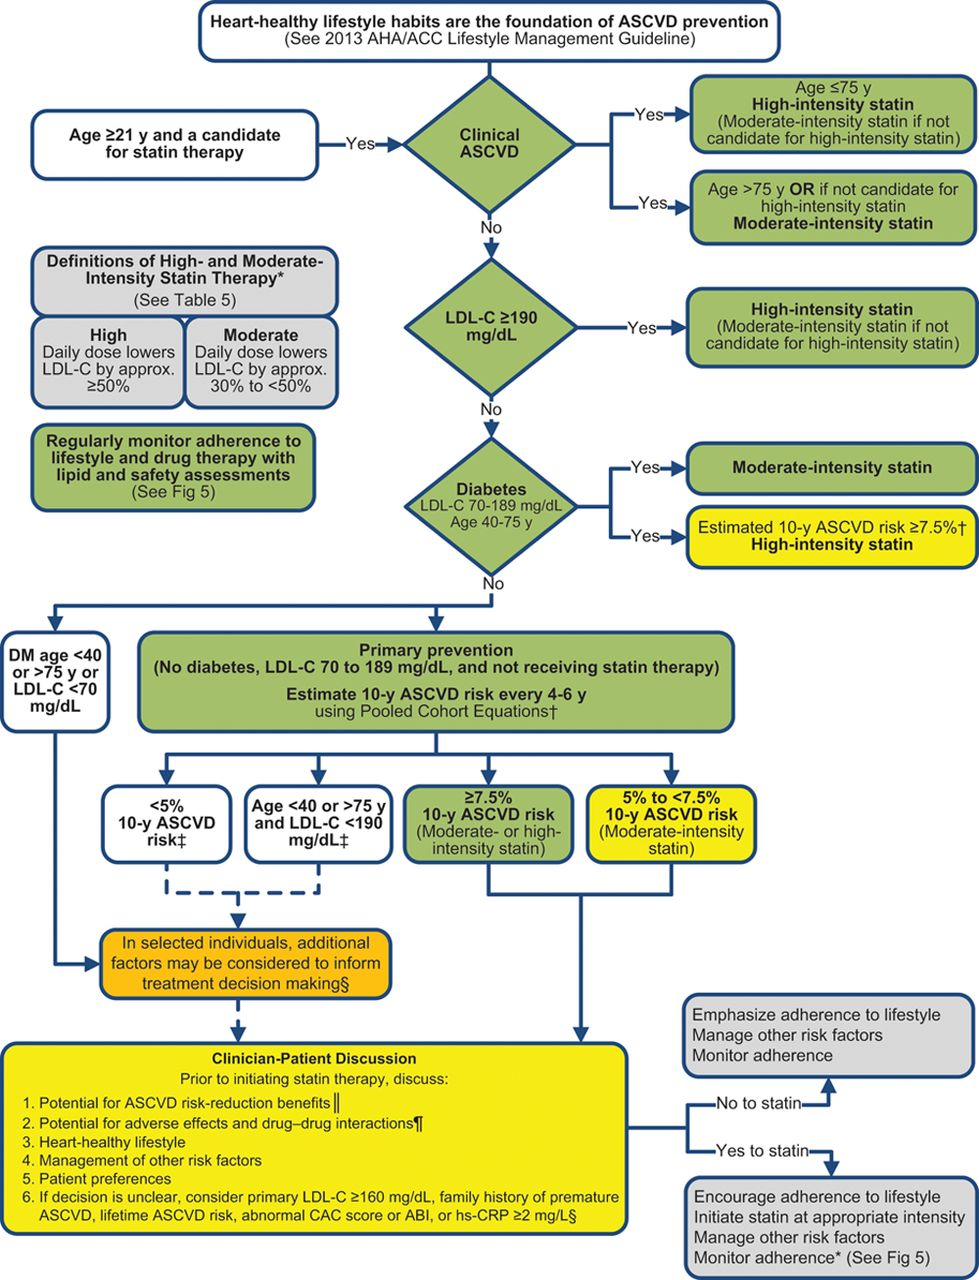 Heart-healthy lifestyle habits are the foundation of ASCVD prevention
(See 2013 AHA/ACC Lifestyle Management Guideline)
Age ≥21 y and a candidate
for statin therapy
Yes
Clinical
ASCVD
Yes
Age ≤75 y
High-intensity statin
(Moderate-intensity statin if not
candidate for high-intensity statin)
Yes
Age >75 y OR if not candidate for
high-intensity statin
Moderate-intensity statin
No
Definitions of High- and Moderate-
Intensity Statin Therapy*
(See Table 5)
High
Daily dose lowers
LDL-C by approx.
≥50%
Moderate
Daily dose lowers
LDL-C by approx.
30% to <50%
LDL-C ≥190
mg/dL
Yes
High-intensity statin
(Moderate-intensity statin if not
candidate for high-intensity statin)
No
Regularly monitor adherence to
lifestyle and drug therapy with
lipid and safety assessments
(See Fig 5)
Diabetes
LDL-C 70-189 mg/dL
Age 40-75 y
Yes
Moderate-intensity statin
Yes
Estimated 10-y ASCVD risk ≥7.5%†
High-intensity statin
No
DM age <40
or >75 y or
LDL-C <70
mg/dL
Primary prevention
(No diabetes, LDL-C 70 to 189 mg/dL, and not receiving statin therapy)
Estimate 10-y ASCVD risk every 4-6 y
using Pooled Cohort Equations†
<5%
10-y ASCVD
risk‡
Age <40 or >75 y
and LDL-C <190
mg/dL‡
≥7.5%
10-y ASCVD risk
(Moderate- or high-
intensity statin)
5% to <7.5%
10-y ASCVD risk
(Moderate-intensity
statin)
In selected individuals, additional
factors may be considered to inform
treatment decision making§
Clinician-Patient Discussion
Prior to initiating statin therapy, discuss:
1. Potential for ASCVD risk-reduction benefits‖
2. Potential for adverse effects and drug–drug interactions¶
3. Heart-healthy lifestyle
4. Management of other risk factors
5. Patient preferences
6. If decision is unclear, consider primary LDL-C ≥160 mg/dL, family history of premature
ASCVD, lifetime ASCVD risk, abnormal CAC score or ABI, or hs-CRP ≥2 mg/L§
Emphasize adherence to lifestyle
Manage other risk factors
Monitor adherence
No to statin
Yes to statin
Encourage adherence to lifestyle
Initiate statin at appropriate intensity
Manage other risk factors
Monitor adherence* (See Fig 5)